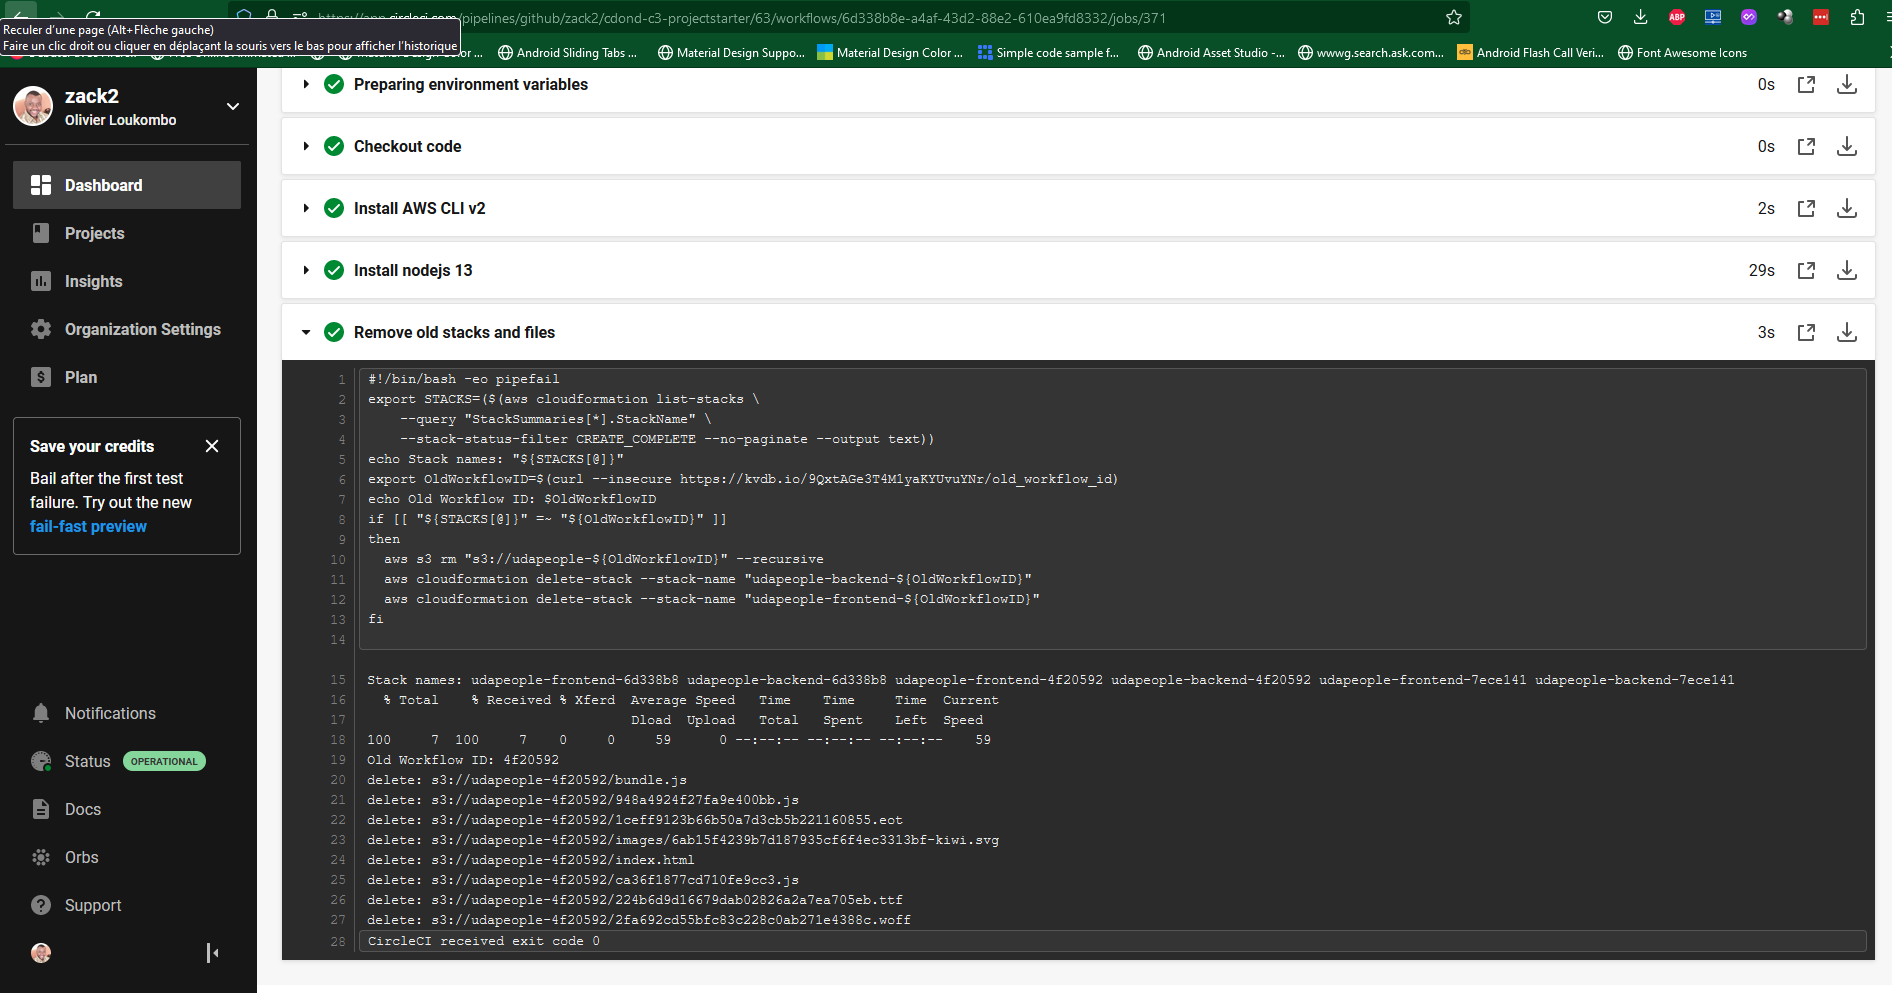 https://app.circleci.com/pipelines/github/zack2/cdond-c3-projectstarter/63/workflows/6d338b8e-a4af-43d2-88e2-610ea9fd8332/jobs/371
Reculer d'une page (Alt+Flèche gauche)
Faire un clic droit ou cliquer en déplaçant la souris vers le bas pour afficher l'historique
Android Sliding Tabs ...
Material Design Suppo...
Material Design Color ...
Simple code sample f...
Android Asset Studio -...
wwwg.search.ask.com...
Android Flash Call Veri...
Font Awesome Icons
zack2
Olivier Loukombo
Dashboard
Projects
Insights
Organization Settings
Plan
Save your credits
Bail after the first test
failure. Try out the new
fail-fast preview
Notifications
Status OPERATIONAL
Docs
Orbs
Support
Preparing environment variables 0s
Checkout code 0s
Install AWS CLI v2 2s
Install nodejs 13 29s
Remove old stacks and files 3s
1 #!/bin/bash -eo pipefail
2 export STACKS=($(aws cloudformation list-stacks \
3 --query "StackSummaries[*].StackName" \
4 --stack-status-filter CREATE_COMPLETE --no-paginate --output text))
5 echo Stack names: "${STACKS[@]}"
6 export OldWorkflowID=$(curl --insecure https://kvdb.io/9QxtAGe3T4M1yaKYUvuYNr/old_workflow_id)
7 echo Old Workflow ID: $OldWorkflowID
8 if [[ "${STACKS[@]}" =~ "${OldWorkflowID}" ]]
9 then
10 aws s3 rm "s3://udapeople-${OldWorkflowID}" --recursive
11 aws cloudformation delete-stack --stack-name "udapeople-backend-${OldWorkflowID}"
12 aws cloudformation delete-stack --stack-name "udapeople-frontend-${OldWorkflowID}"
13 fi
14
15 Stack names: udapeople-frontend-6d338b8 udapeople-backend-6d338b8 udapeople-frontend-4f20592 udapeople-backend-4f20592 udapeople-frontend-7ece141 udapeople-backend-7ece141
16 % Total % Received % Xferd Average Speed Time Time Time Current
17 Dload Upload Total Spent Left Speed
18 100 7 100 7 0 0 59 0 --:--:-- --:--:-- --:--:-- 59
19 Old Workflow ID: 4f20592
20 delete: s3://udapeople-4f20592/bundle.js
21 delete: s3://udapeople-4f20592/948a4924f27fa9e400bb.js
22 delete: s3://udapeople-4f20592/1ceff9123b66b50a7d3cb5b221160855.eot
23 delete: s3://udapeople-4f20592/images/6ab15f4239b7d187935cf6f4ec3313bf-kiwi.svg
24 delete: s3://udapeople-4f20592/index.html
25 delete: s3://udapeople-4f20592/ca36f1877cd710fe9cc3.js
26 delete: s3://udapeople-4f20592/224b6d9d16679dab02826a2a7ea705eb.ttf
27 delete: s3://udapeople-4f20592/2fa692cd55bfc83c228c0ab271e4388c.woff
28 CircleCI received exit code 0